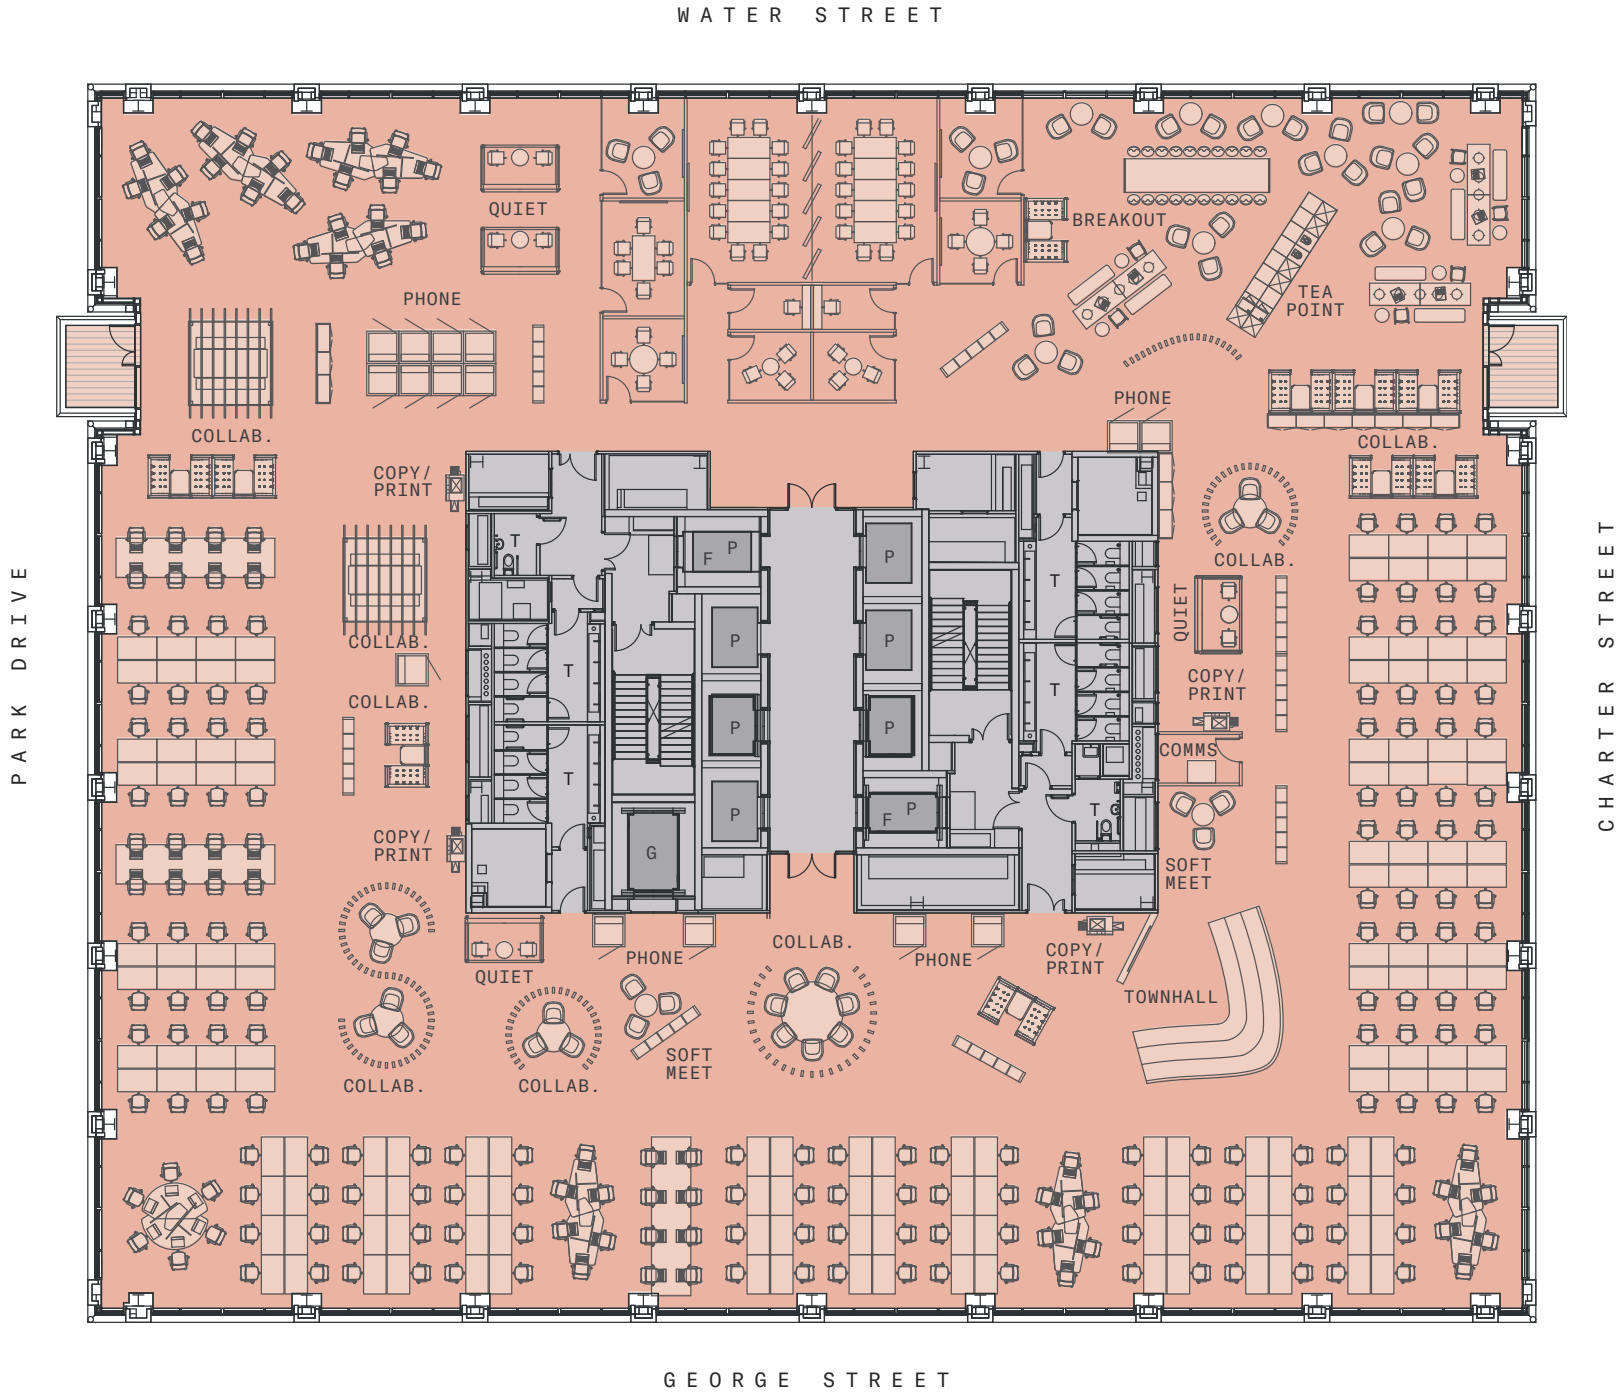 WATER STREET
QUIET
BREAKOUT
PHONE
TEA
POINT
PHONE
COLLAB.
COLLAB.
COPY/
PRINT
T
F
P
P
T
COLLAB.
QUIET
PARK DRIVE
CHARTER STREET
P
P
COLLAB.
T
T
COPY/
PRINT
COLLAB.
P
P
COMMS
T
P
F
P
T
COPY/
PRINT
G
SOFT
MEET
COLLAB.
PHONE
PHONE
COPY/
PRINT
QUIET
TOWNHALL
SOFT
MEET
COLLAB.
COLLAB.
GEORGE STREET